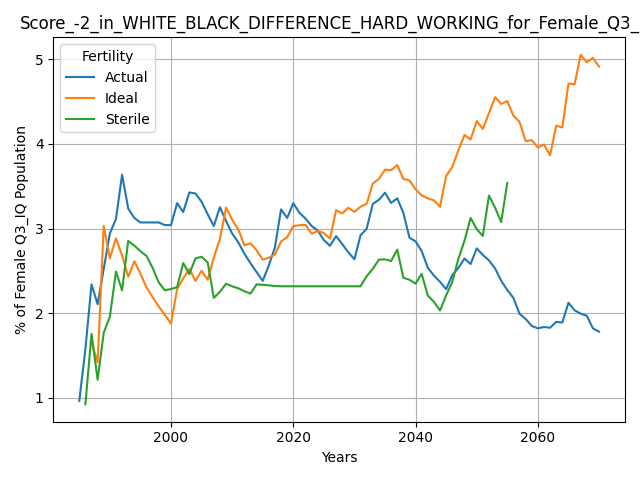 Score_-2_in_WHITE_BLACK_DIFFERENCE_HARD_WORKING_for_Female_Q3_
Fertility
Actual
Ideal
Sterile
% of Female Q3_IQ Population
5
4
3
2
1
2000 2020 2040 2060
Years